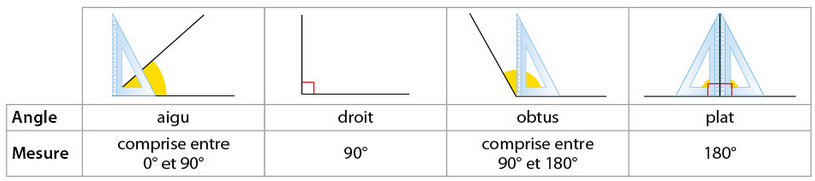 Angle aigu droit obtus plat
Mesure comprise entre 0° et 90° 90° comprise entre 90° et 180° 180°